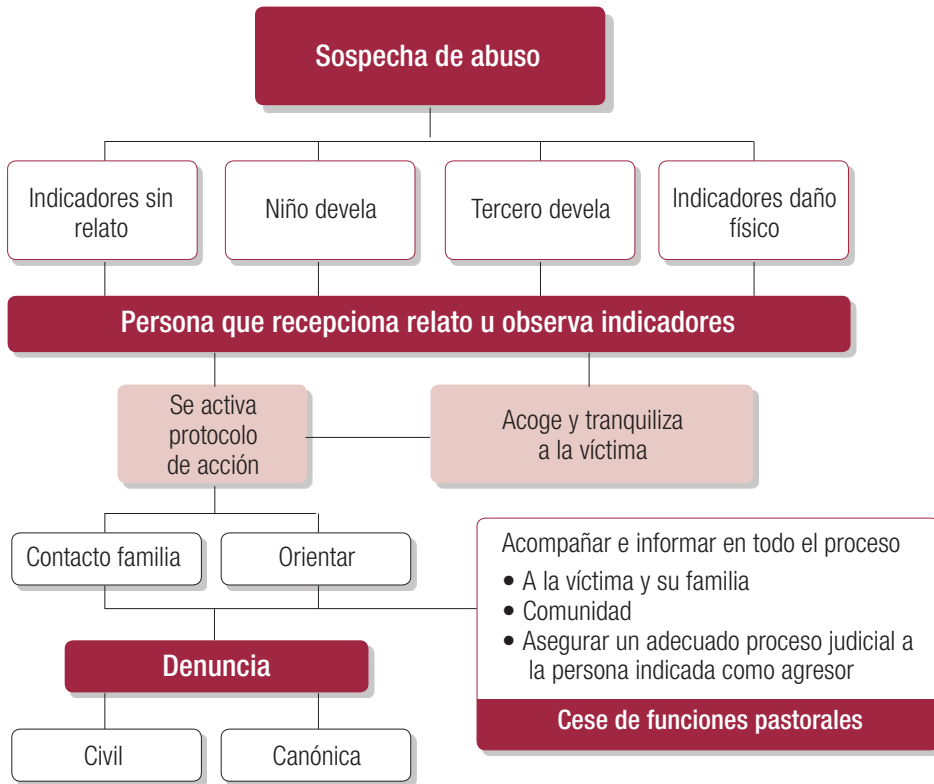 Sospecha de abuso
Indicadores sin
relato
Niño devela
Tercero devela
Indicadores daño
físico
Persona que recepciona relato u observa indicadores
Se activa
protocolo
de acción
Acoge y tranquiliza
a la víctima
Contacto familia
Orientar
Acompañar e informar en todo el proceso
• A la víctima y su familia
• Comunidad
• Asegurar un adecuado proceso judicial a
la persona indicada como agresor
Cese de funciones pastorales
Denuncia
Civil
Canónica